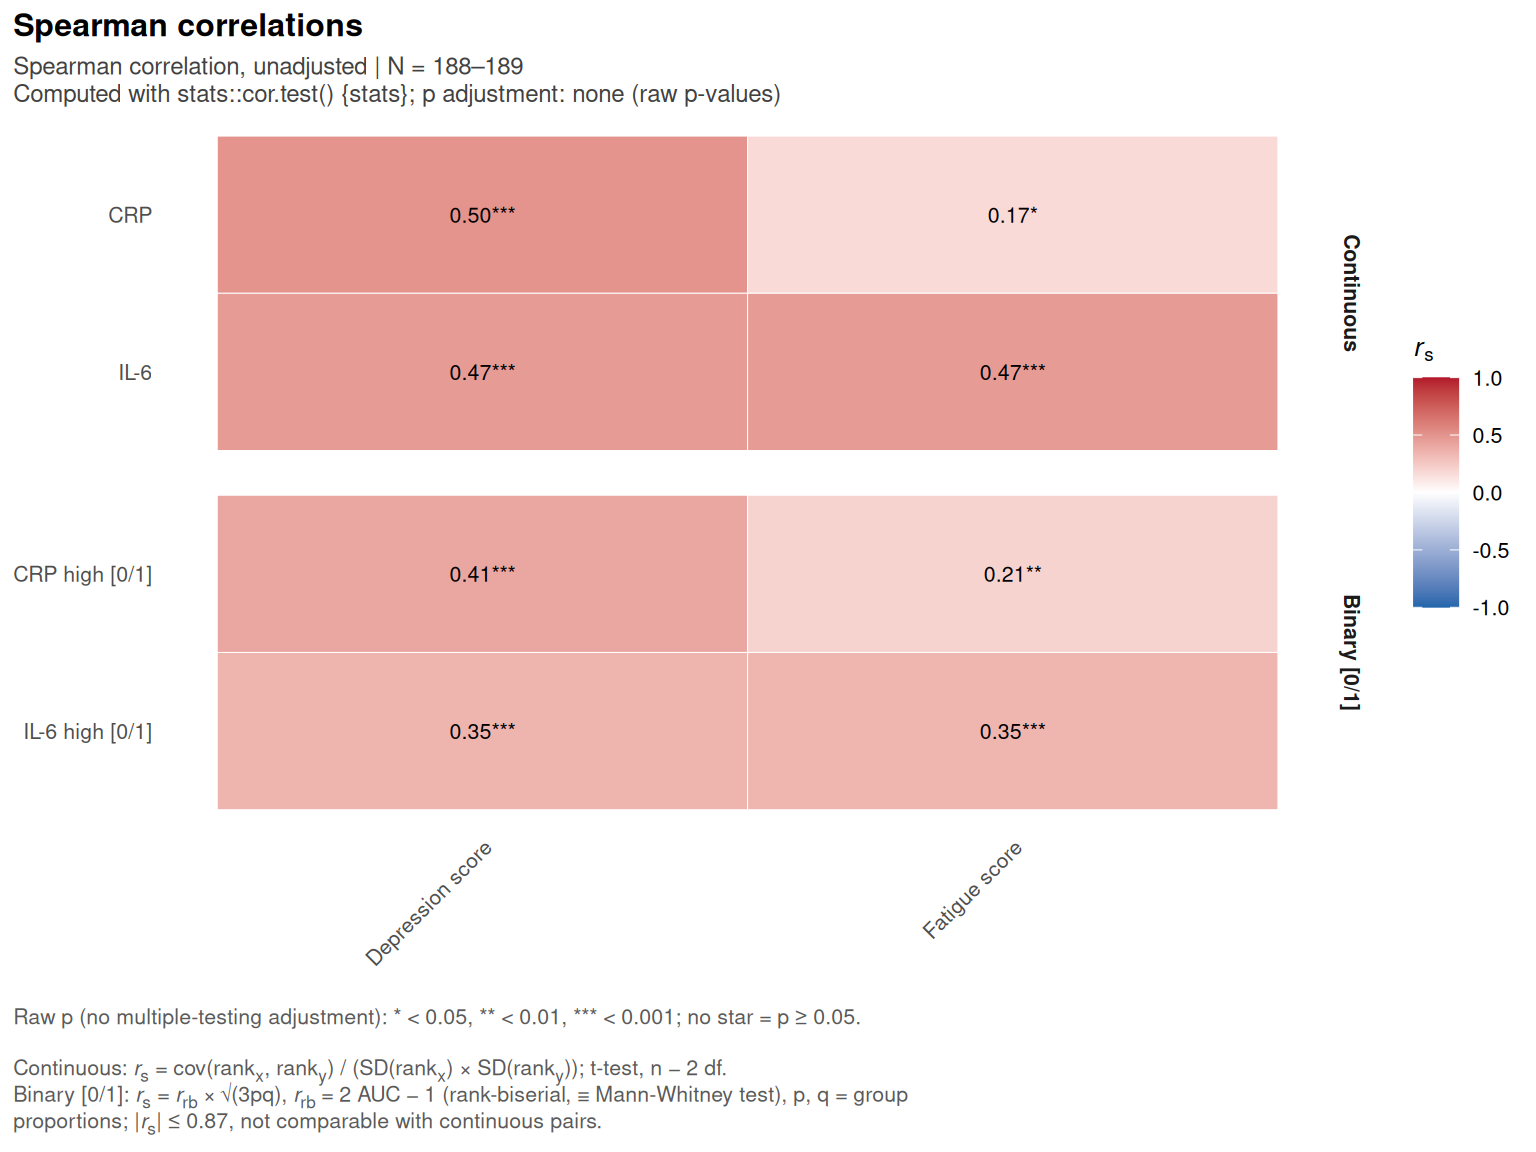 Spearman correlations
Spearman correlation, unadjusted | N = 188–189
Computed with stats::cor.test() {stats}; p adjustment: none (raw p-values)
CRP
0.50***
0.17*
IL-6
0.47***
0.47***
Continuous
CRP high [0/1]
0.41***
0.21**
IL-6 high [0/1]
0.35***
0.35***
Binary [0/1]
rs
1.0
0.5
0.0
-0.5
-1.0
Depression score
Fatigue score
Raw p (no multiple-testing adjustment): * < 0.05, ** < 0.01, *** < 0.001; no star = p ≥ 0.05.
Continuous: rs = cov(rankx, ranky) / (SD(rankx) × SD(ranky)); t-test, n − 2 df.
Binary [0/1]: rs = rrb × √(3pq), rrb = 2 AUC − 1 (rank-biserial, ≡ Mann-Whitney test), p, q = group
proportions; |rs| ≤ 0.87, not comparable with continuous pairs.